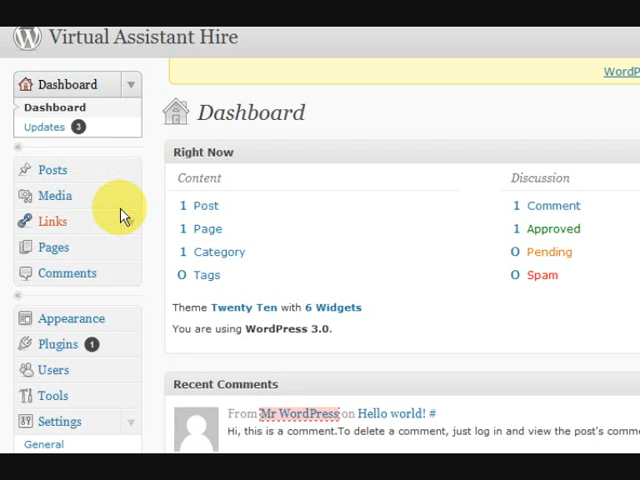 Virtual Assistant Hire
WordP
Dashboard
Dashboard
Updates 3
Posts
Media
Links
Pages
Comments
Appearance
Plugins 1
Users
Tools
Settings
General
Dashboard
Right Now
Content
1 Post
1 Page
1 Category
0 Tags
Discussion
1 Comment
1 Approved
0 Pending
0 Spam
Theme Twenty Ten with 6 Widgets
You are using WordPress 3.0.
Recent Comments
From Mr WordPress on Hello world! #
Hi, this is a comment.To delete a comment, just log in and view the post's comme